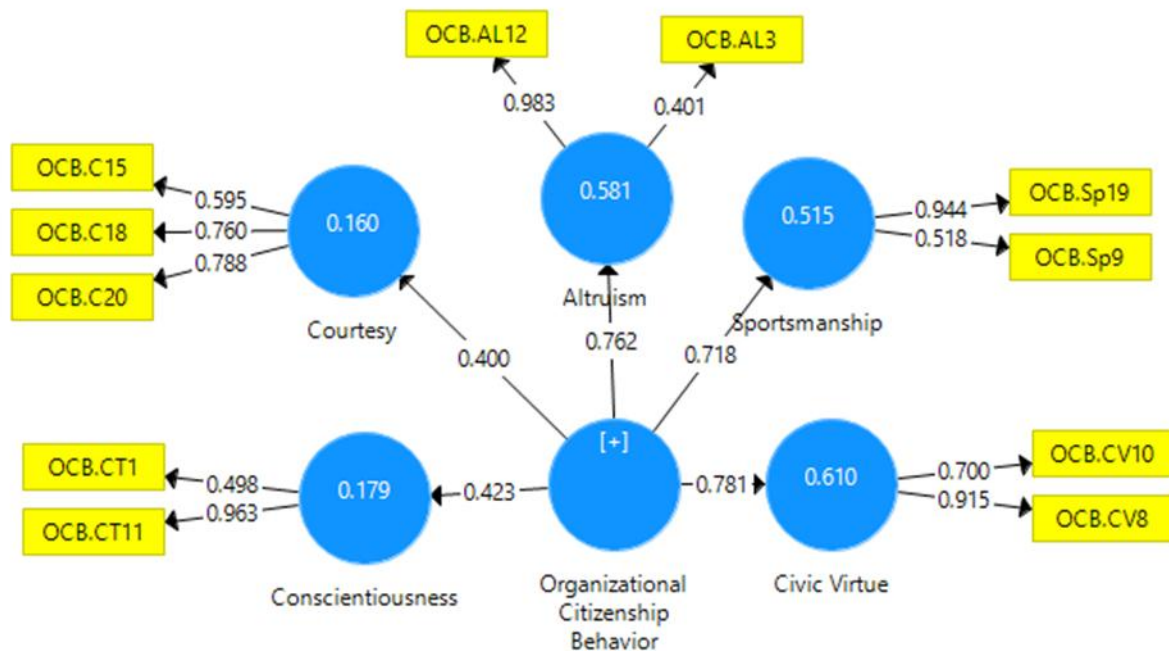 OCB.AL12
OCB.AL3
0.983
0.401
OCB.C15
OCB.C18
OCB.C20
0.595
0.760
0.788
0.160
Courtesy
0.581
Altruism
0.515
Sportsmanship
0.944
0.518
OCB.Sp19
OCB.Sp9
0.400
0.762
0.718
OCB.CT1
OCB.CT11
0.498
0.963
0.179
Conscientiousness
0.423
[+]
Organizational
Citizenship
Behavior
0.781
0.610
Civic Virtue
0.700
0.915
OCB.CV10
OCB.CV8